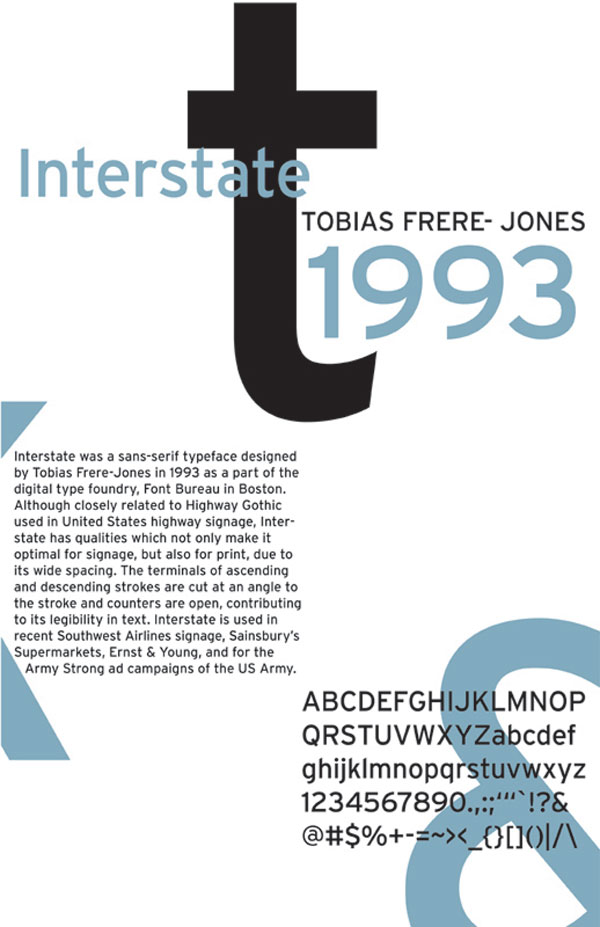 t
Interstate
TOBIAS FRERE- JONES
1993
Interstate was a sans-serif typeface designed
by Tobias Frere-Jones in 1993 as a part of the
digital type foundry, Font Bureau in Boston.
Although closely related to Highway Gothic
used in United States highway signage, Inter-
state has qualities which not only make it
optimal for signage, but also for print, due to
its wide spacing. The terminals of ascending
and descending strokes are cut at an angle to
the stroke and counters are open, contributing
to its legibility in text. Interstate is used in
recent Southwest Airlines signage, Sainsbury's
Supermarkets, Ernst & Young, and for the
Army Strong ad campaigns of the US Army.
&
ABCDEFGHIJKLMNOP
QRSTUVWXYZabcdef
ghijklmnopqrstuvwxyz
1234567890.,:;‘“`!?&
@#$%+-=~><_{}[]()|/\